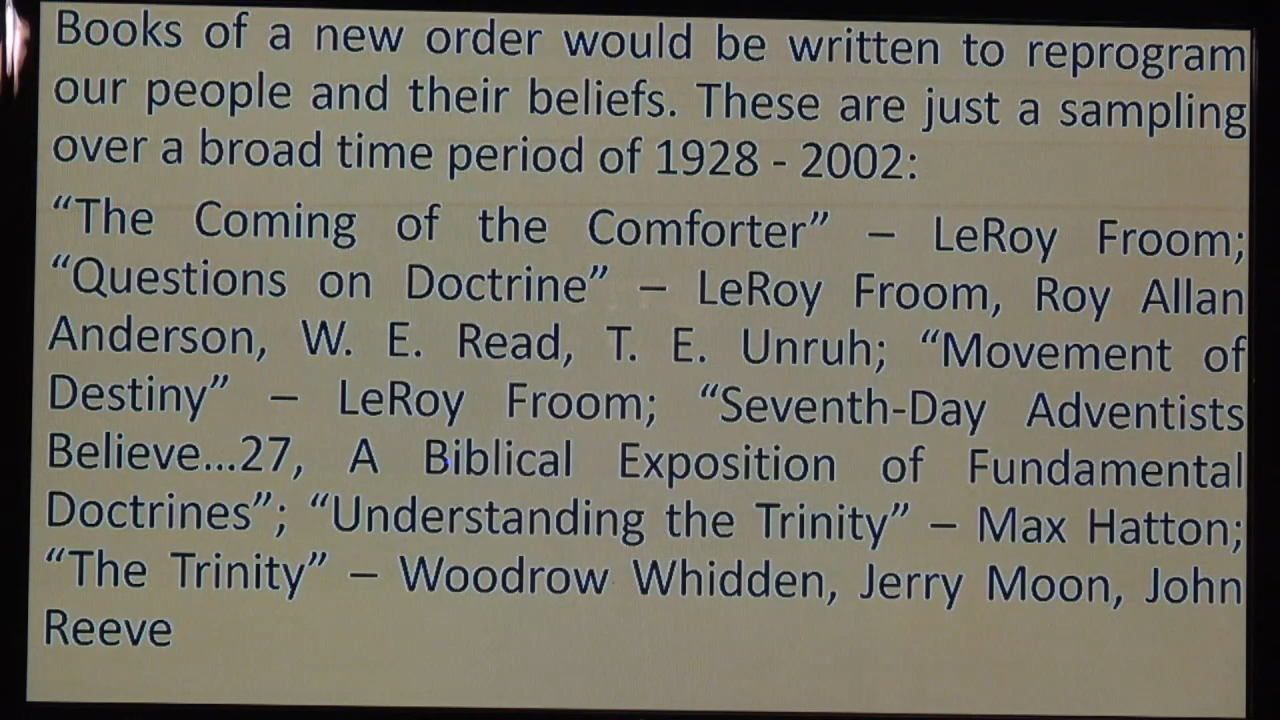 Books of a new order would be written to reprogram
our people and their beliefs. These are just a sampling
over a broad time period of 1928 - 2002:
“The Coming of the Comforter” – LeRoy Froom;
“Questions on Doctrine” – LeRoy Froom, Roy Allan
Anderson, W. E. Read, T. E. Unruh; “Movement of
Destiny” – LeRoy Froom; “Seventh-Day Adventists
Believe...27, A Biblical Exposition of Fundamental
Doctrines”; “Understanding the Trinity” – Max Hatton;
“The Trinity” – Woodrow Whidden, Jerry Moon, John
Reeve